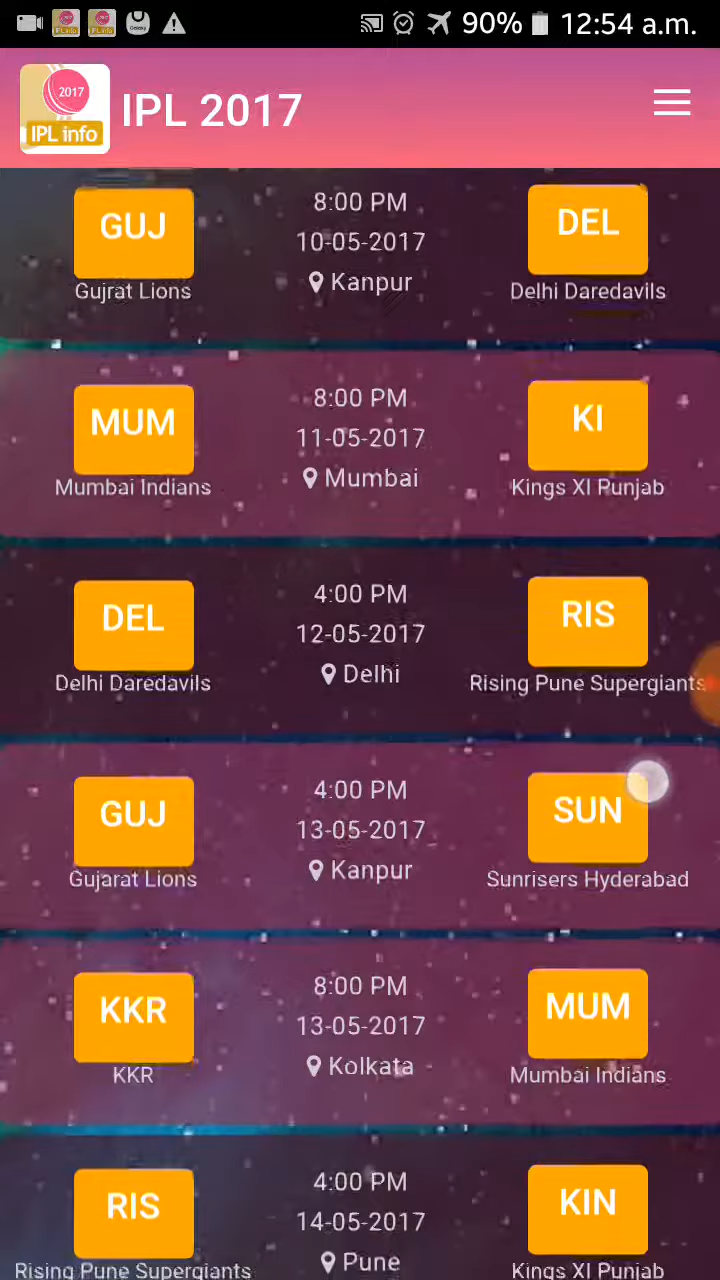 90% 12:54 a.m.
2017
IPL info
IPL 2017
GUJ
Gujrat Lions
8:00 PM
10-05-2017
Kanpur
DEL
Delhi Daredavils
MUM
Mumbai Indians
8:00 PM
11-05-2017
Mumbai
KI
Kings XI Punjab
DEL
Delhi Daredavils
4:00 PM
12-05-2017
Delhi
RIS
Rising Pune Supergiants
GUJ
Gujarat Lions
4:00 PM
13-05-2017
Kanpur
SUN
Sunrisers Hyderabad
KKR
KKR
8:00 PM
13-05-2017
Kolkata
MUM
Mumbai Indians
RIS
Rising Pune Supergiants
4:00 PM
14-05-2017
Pune
KIN
Kings XI Punjab